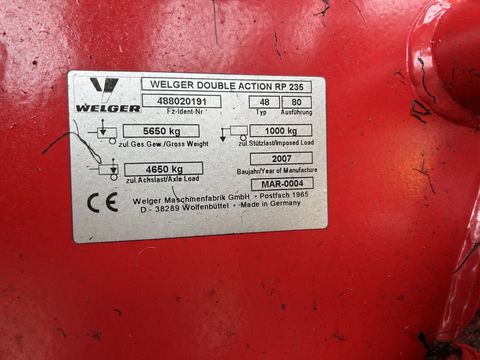 WELGER DOUBLE ACTION RP 235
WELGER
488020191 48 80
Fz-Ident-Nr Typ Ausführung
5650 kg 1000 kg
zul.Ges.Gew./Gross Weight zul.Stützlast/Imposed Load
4650 kg 2007
zul.Achslast/Axle Load Baujahr/Year of Manufacture
MAR-0004
CE Welger Maschinenfabrik GmbH • Postfach 1965
D - 38289 Wolfenbüttel • Made in Germany